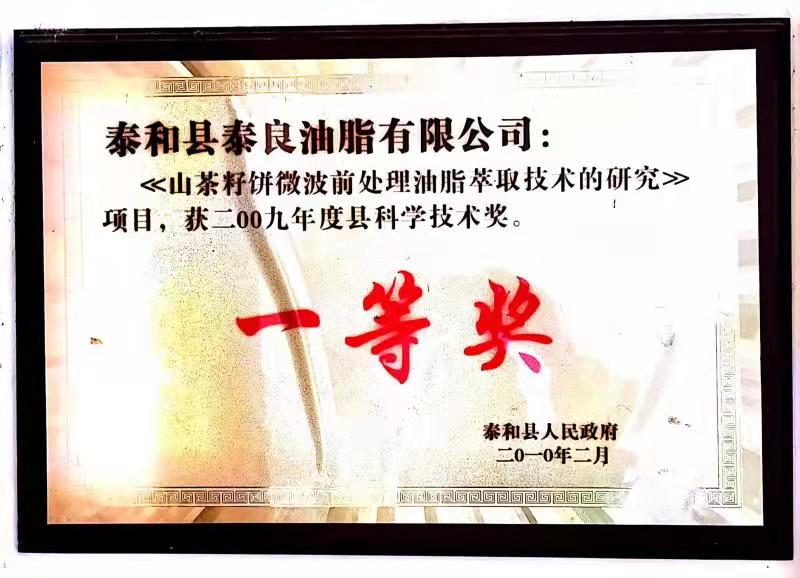 泰和县泰良油脂有限公司：
≪山茶籽饼微波前处理油脂萃取技术的研究≫
项目，获二00九年度县科学技术奖。
一等奖
泰和县人民政府
二0一0年二月